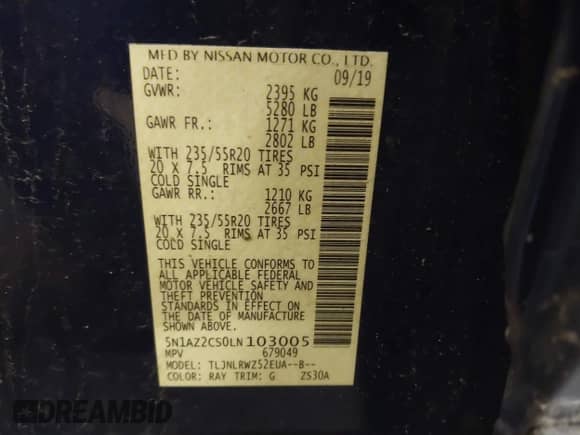 MFD BY NISSAN MOTOR CO., LTD.
DATE: 09/19
GVWR: 2395 KG
5280 LB
GAWR FR.: 1271 KG
2802 LB
WITH 235/55R20 TIRES
20 X 7.5 RIMS AT 35 PSI
COLD SINGLE
GAWR RR.: 1210 KG
2667 LB
WITH 235/55R20 TIRES
20 X 7.5 RIMS AT 35 PSI
COLD SINGLE
THIS VEHICLE CONFORMS TO
ALL APPLICABLE FEDERAL
MOTOR VEHICLE SAFETY AND
THEFT PREVENTION
STANDARDS IN EFFECT ON
THE DATE OF MANUFACTURE
SHOWN ABOVE.
5N1AZ2CS0LN103005
MPV 679049
MODEL: TLJNLRWZ52EUA--B--
COLOR: RAY TRIM: G ZS30A
DREAMBID